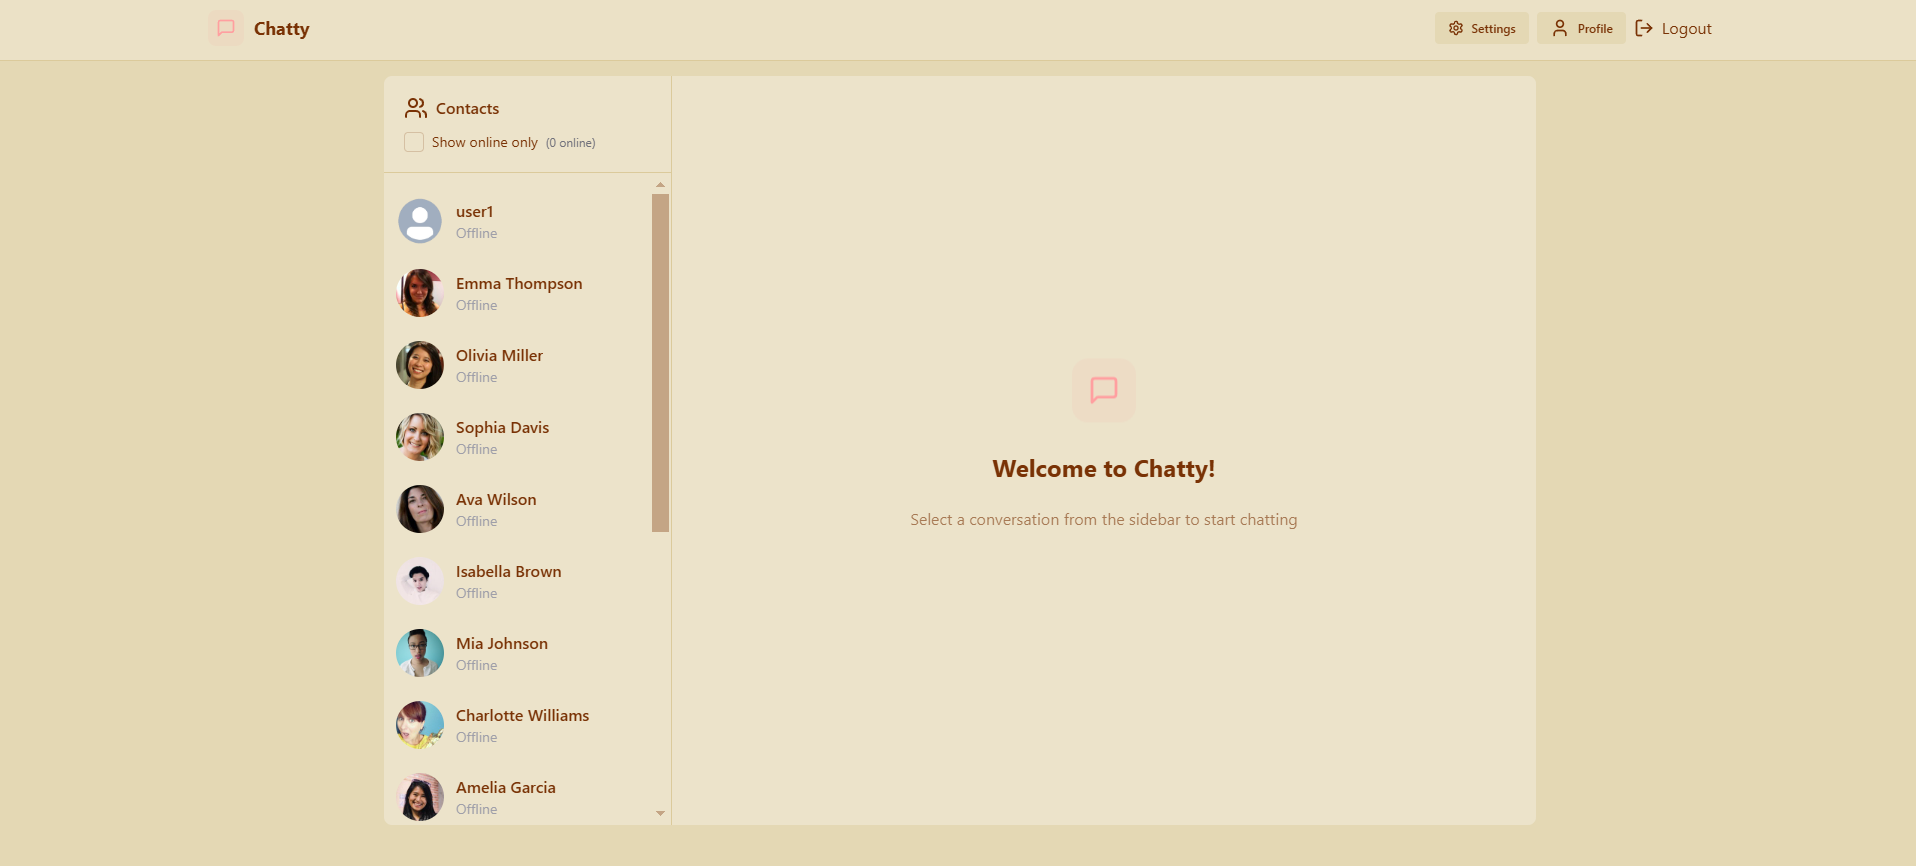 Chatty
Settings
Profile
Logout
Contacts
Show online only (0 online)
user1
Offline
Emma Thompson
Offline
Olivia Miller
Offline
Sophia Davis
Offline
Ava Wilson
Offline
Isabella Brown
Offline
Mia Johnson
Offline
Charlotte Williams
Offline
Amelia Garcia
Offline
Welcome to Chatty!
Select a conversation from the sidebar to start chatting